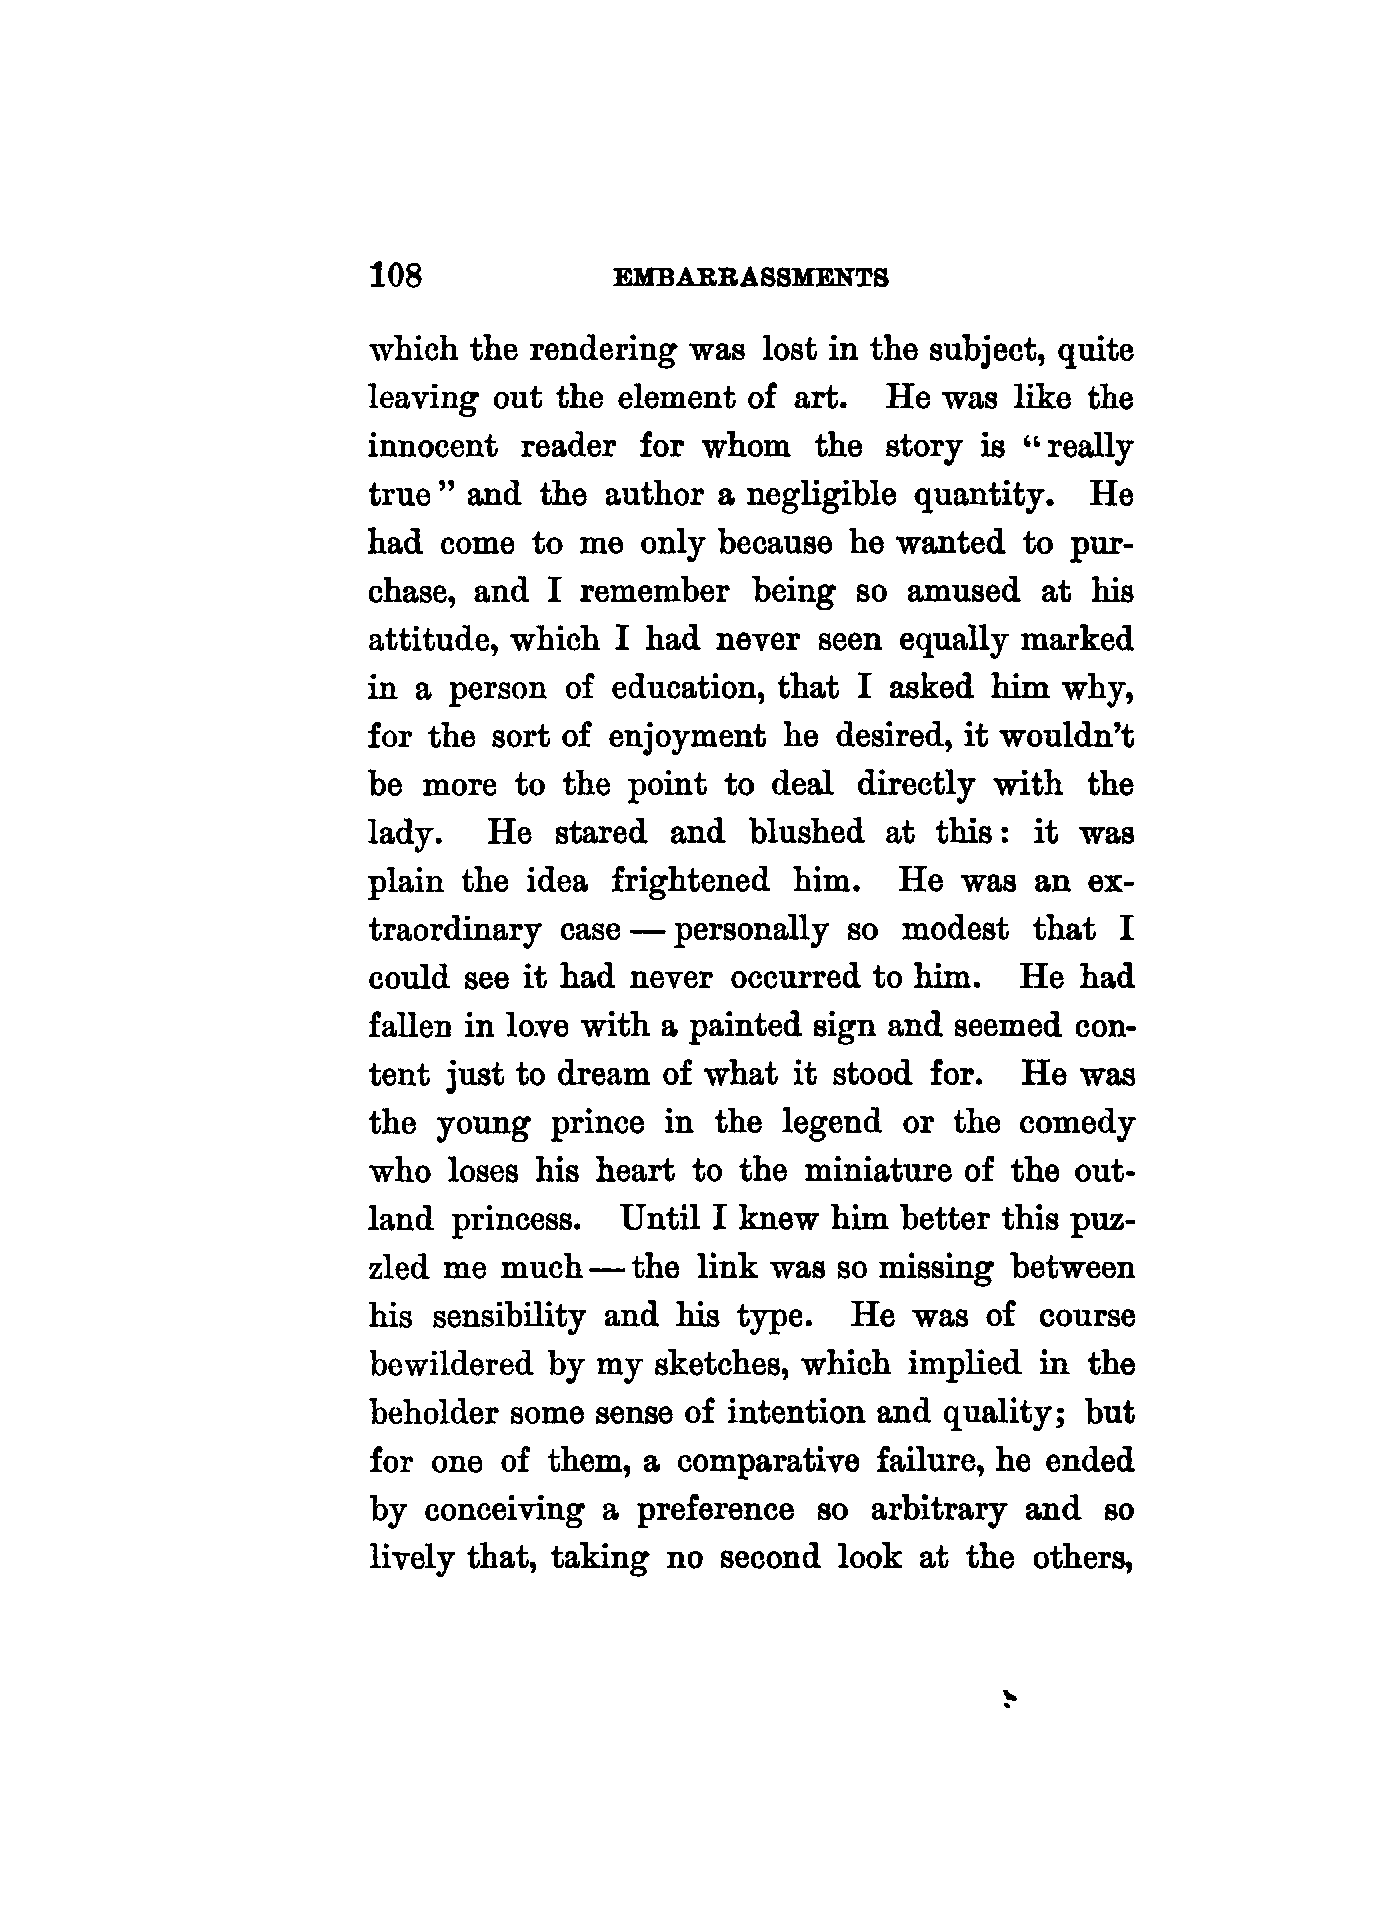 108 EMBARRASSMENTS
which the rendering was lost in the subject, quite
leaving out the element of art. He was like the
innocent reader for whom the story is “really
true” and the author a negligible quantity. He
had come to me only because he wanted to pur-
chase, and I remember being so amused at his
attitude, which I had never seen equally marked
in a person of education, that I asked him why,
for the sort of enjoyment he desired, it wouldn’t
be more to the point to deal directly with the
lady. He stared and blushed at this: it was
plain the idea frightened him. He was an ex-
traordinary case — personally so modest that I
could see it had never occurred to him. He had
fallen in love with a painted sign and seemed con-
tent just to dream of what it stood for. He was
the young prince in the legend or the comedy
who loses his heart to the miniature of the out-
land princess. Until I knew him better this puz-
zled me much — the link was so missing between
his sensibility and his type. He was of course
bewildered by my sketches, which implied in the
beholder some sense of intention and quality; but
for one of them, a comparative failure, he ended
by conceiving a preference so arbitrary and so
lively that, taking no second look at the others,